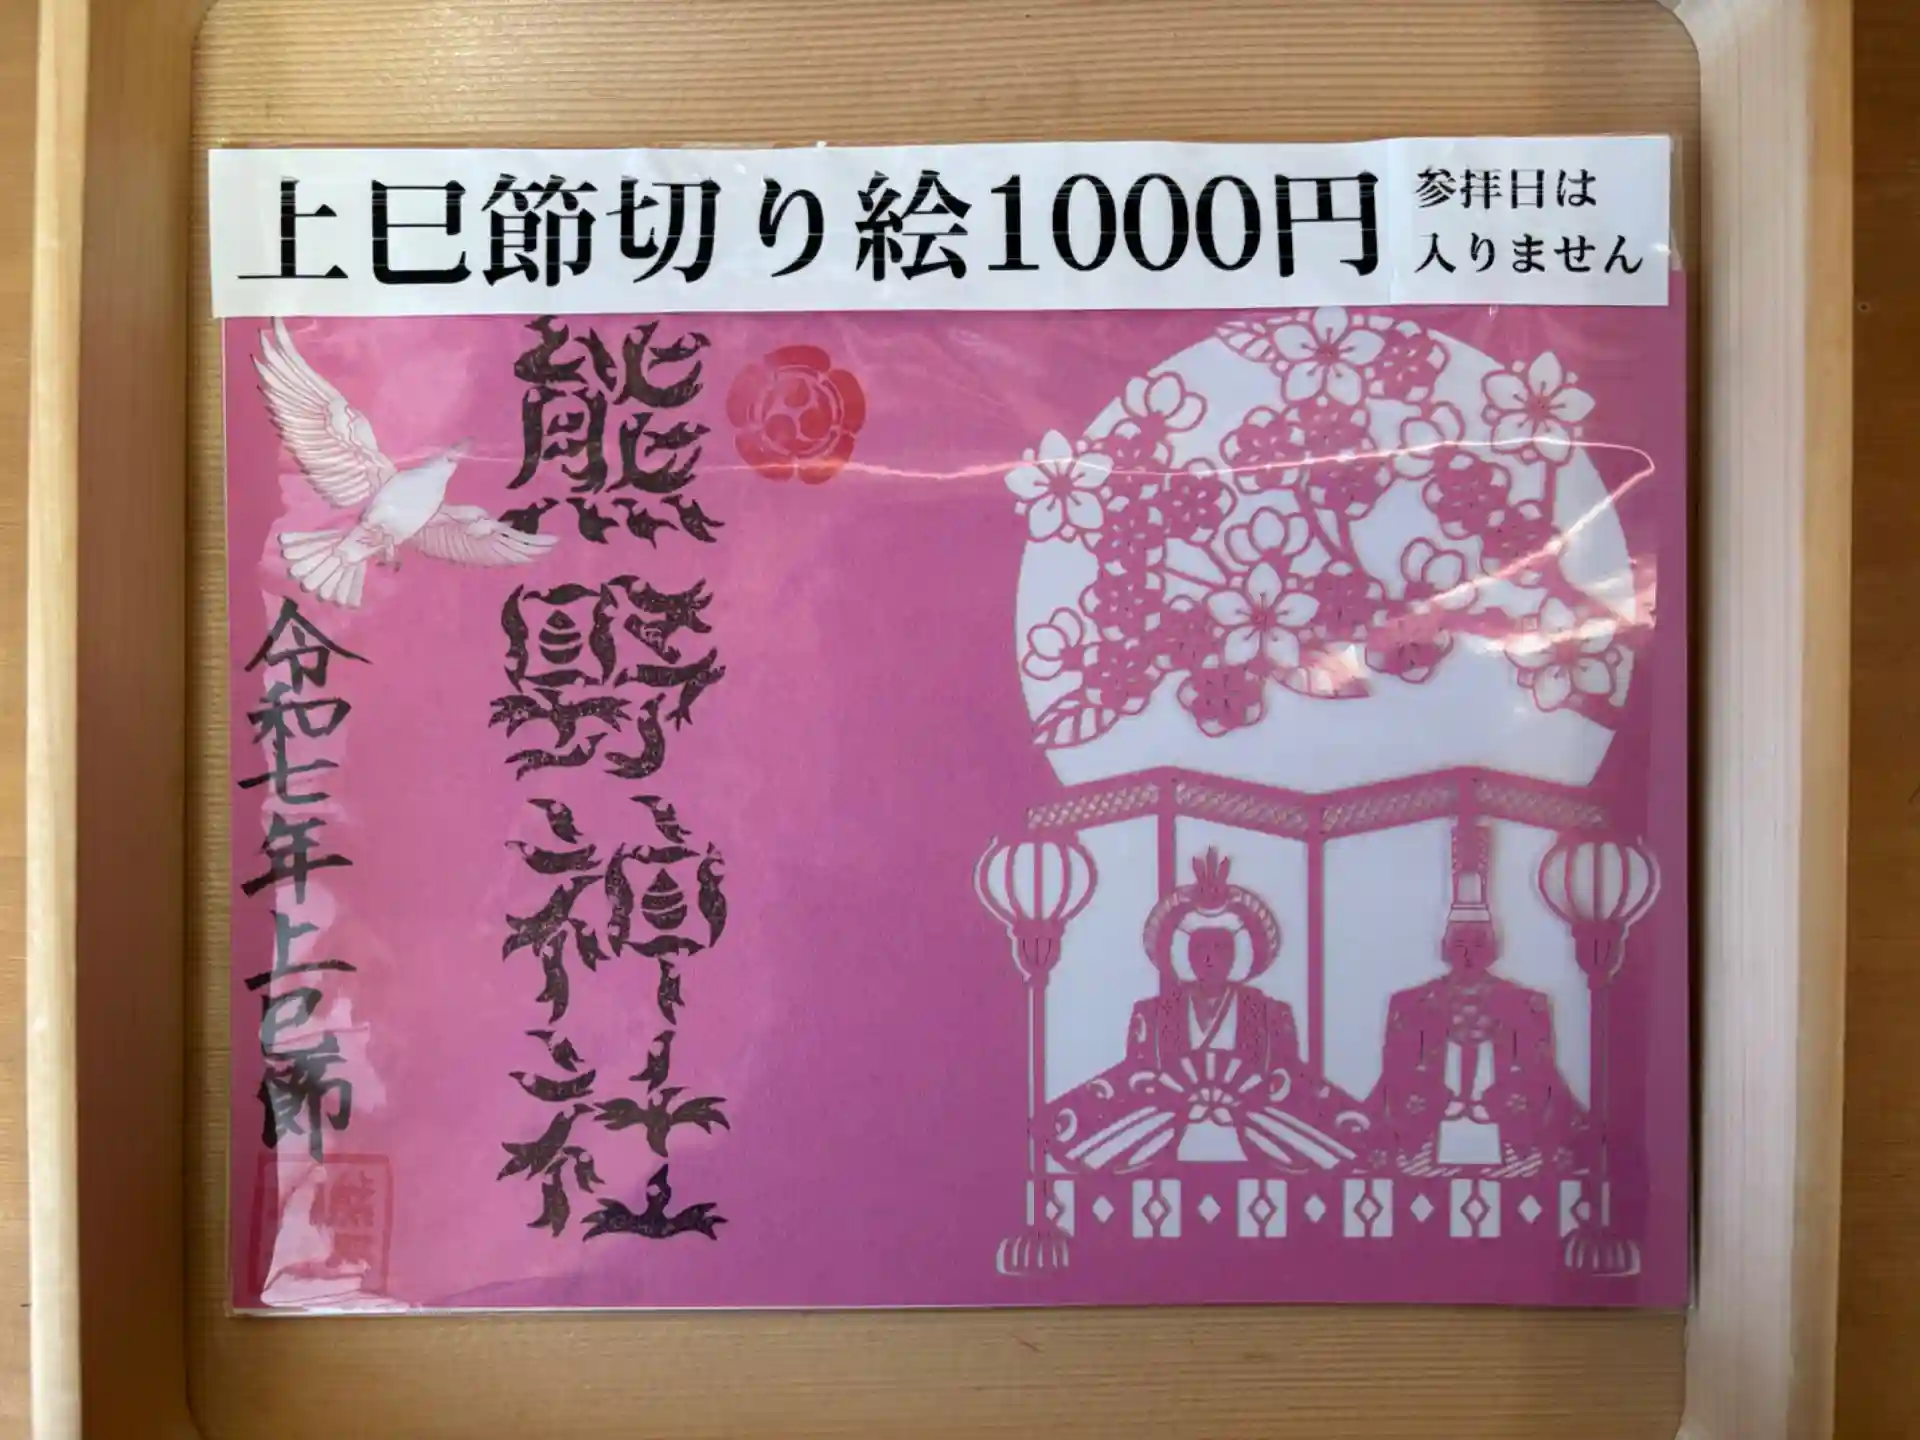 上巳節切り絵1000円
参拝日は
入りません
熊野神社
令和七年上巳節